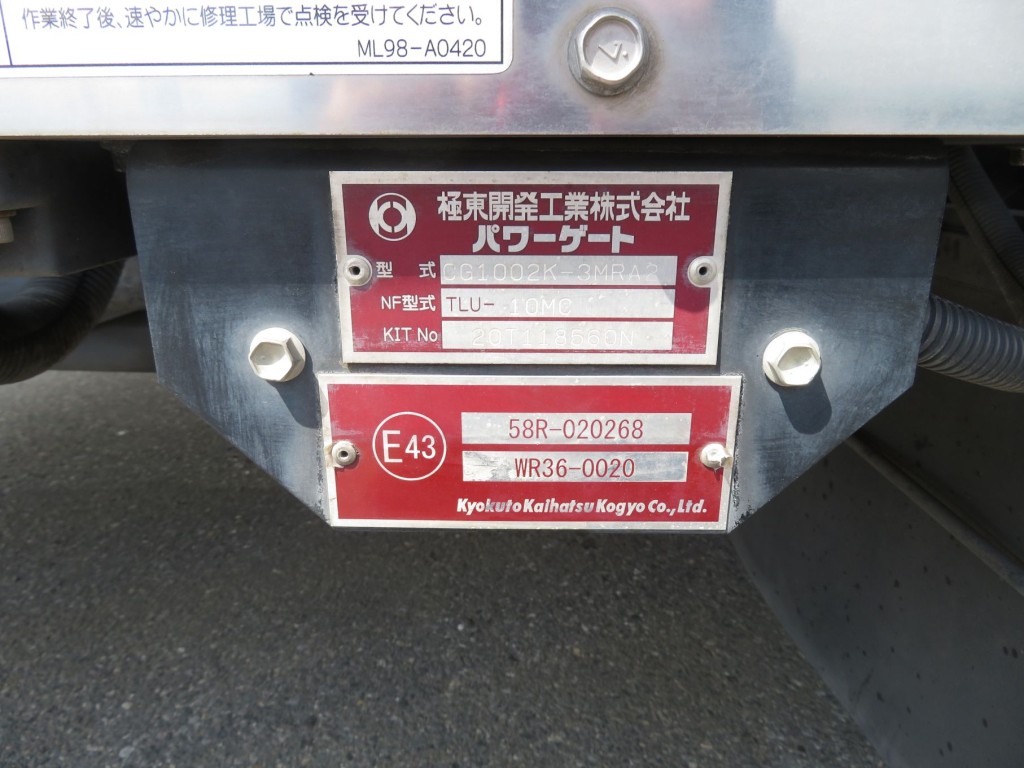 作業終了後、速やかに修理工場で点検を受けてください。
ML98-A0420
極東開発工業株式会社
パワーゲート
型 式 CG1002K-3MRA2
NF型式 TLU- 10MC
KIT No
E43
58R-020268
WR36-0020
Kyokuto Kaihatsu Kogyo Co.,Ltd.